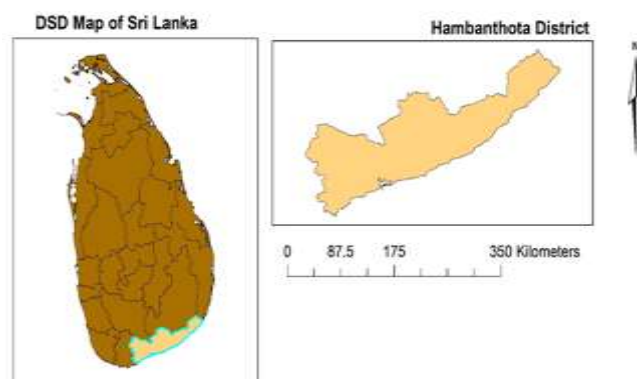 DSD Map of Sri Lanka
Hambanthota District
N
0 87.5 175 350 Kilometers